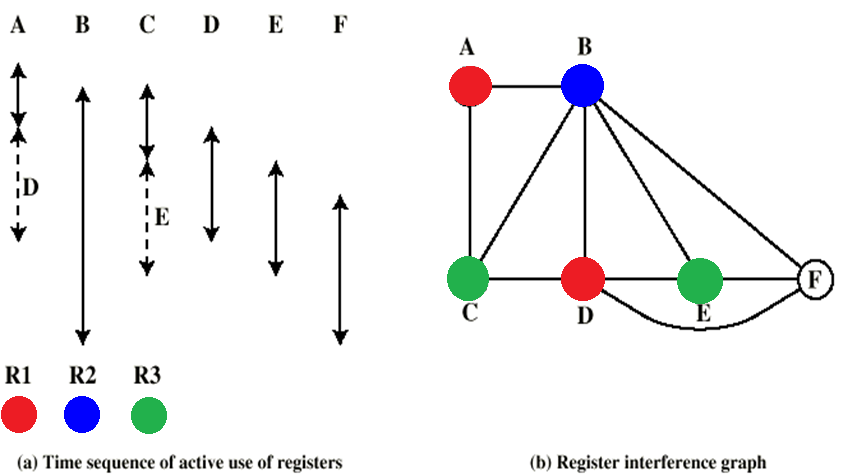 A B C D E F
D
E
R1 R2 R3
(a) Time sequence of active use of registers
A B
C D E F
(b) Register interference graph